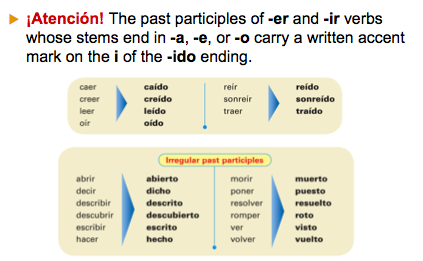 ▶ ¡Atención! The past participles of -er and -ir verbs
whose stems end in -a, -e, or -o carry a written accent
mark on the i of the -ido ending.
caer caído reír reído
creer creído sonreír sonreído
leer leído traer traído
oír oído
Irregular past participles
abrir abierto morir muerto
decir dicho poner puesto
describir descrito resolver resuelto
descubrir descubierto romper roto
escribir escrito ver visto
hacer hecho volver vuelto